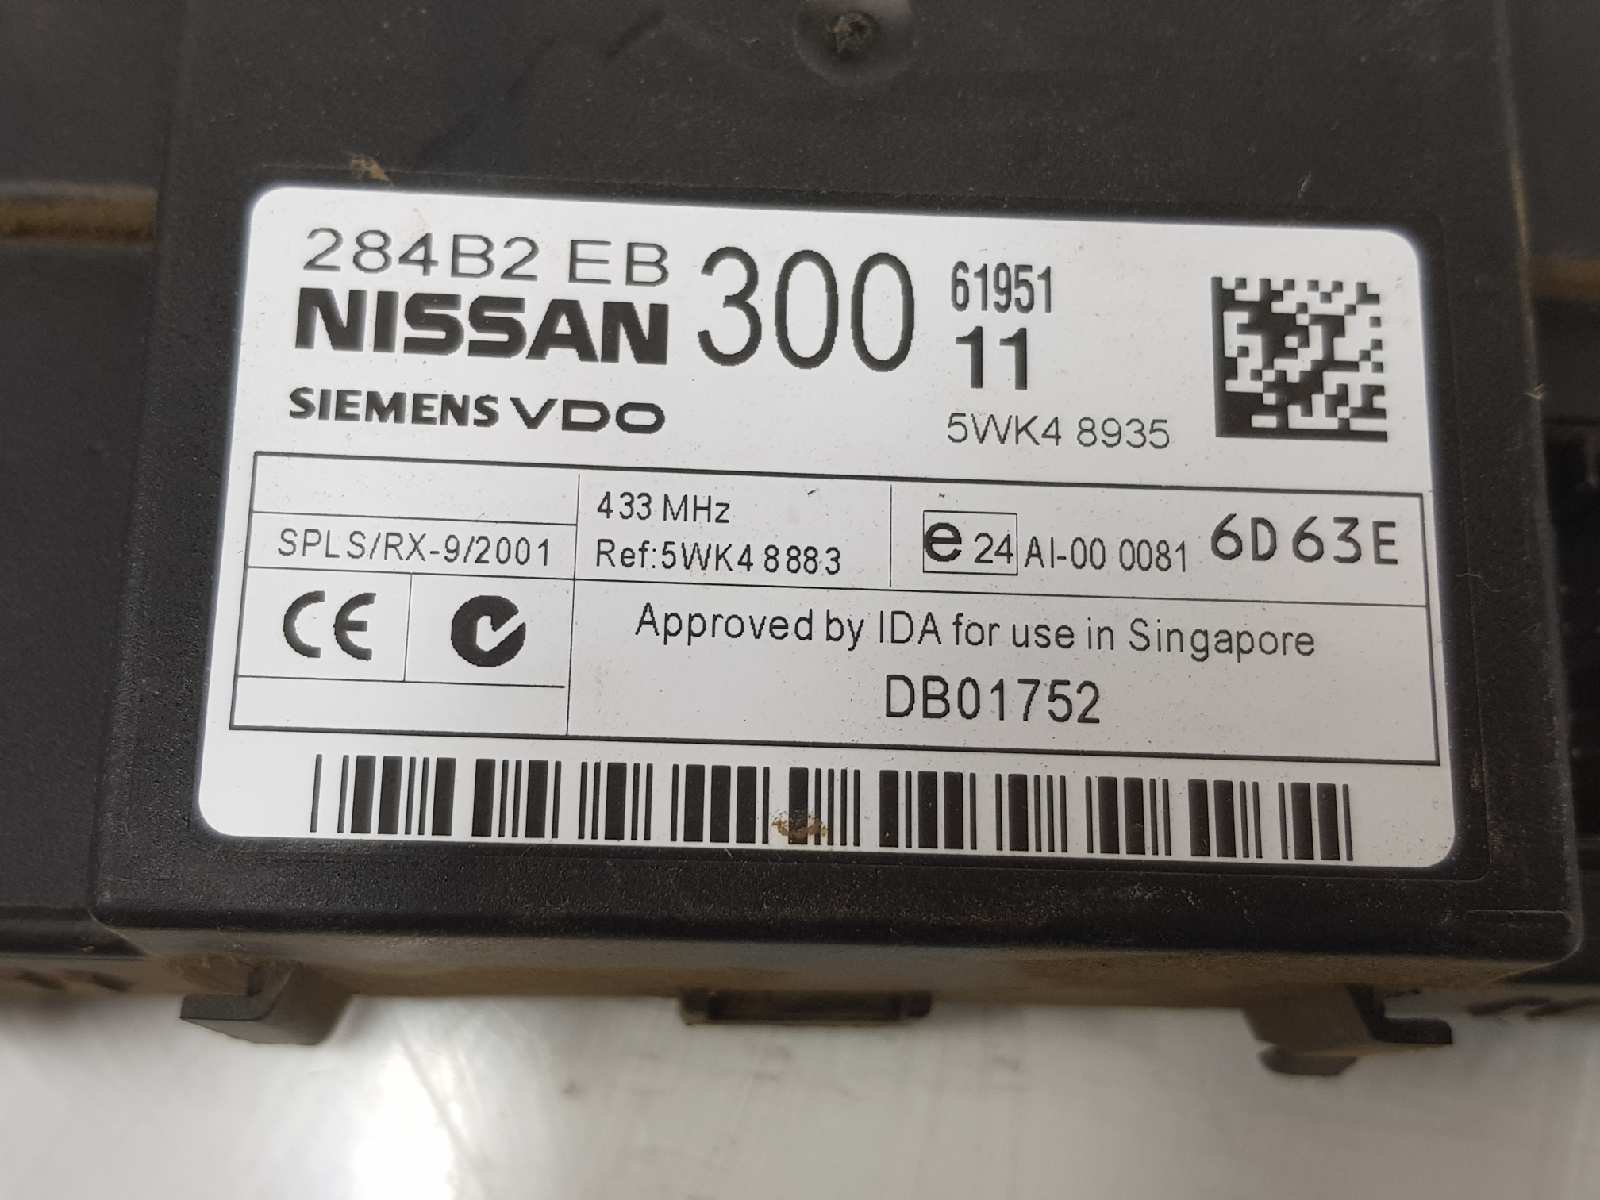 284B2 EB 300 61951
NISSAN 11
SIEMENS VDO 5WK4 8935
433 MHz
SPLS/RX-9/2001 Ref:5WK4 8883 e 24 AI-00 0081 6D63E
CE Approved by IDA for use in Singapore
DB01752